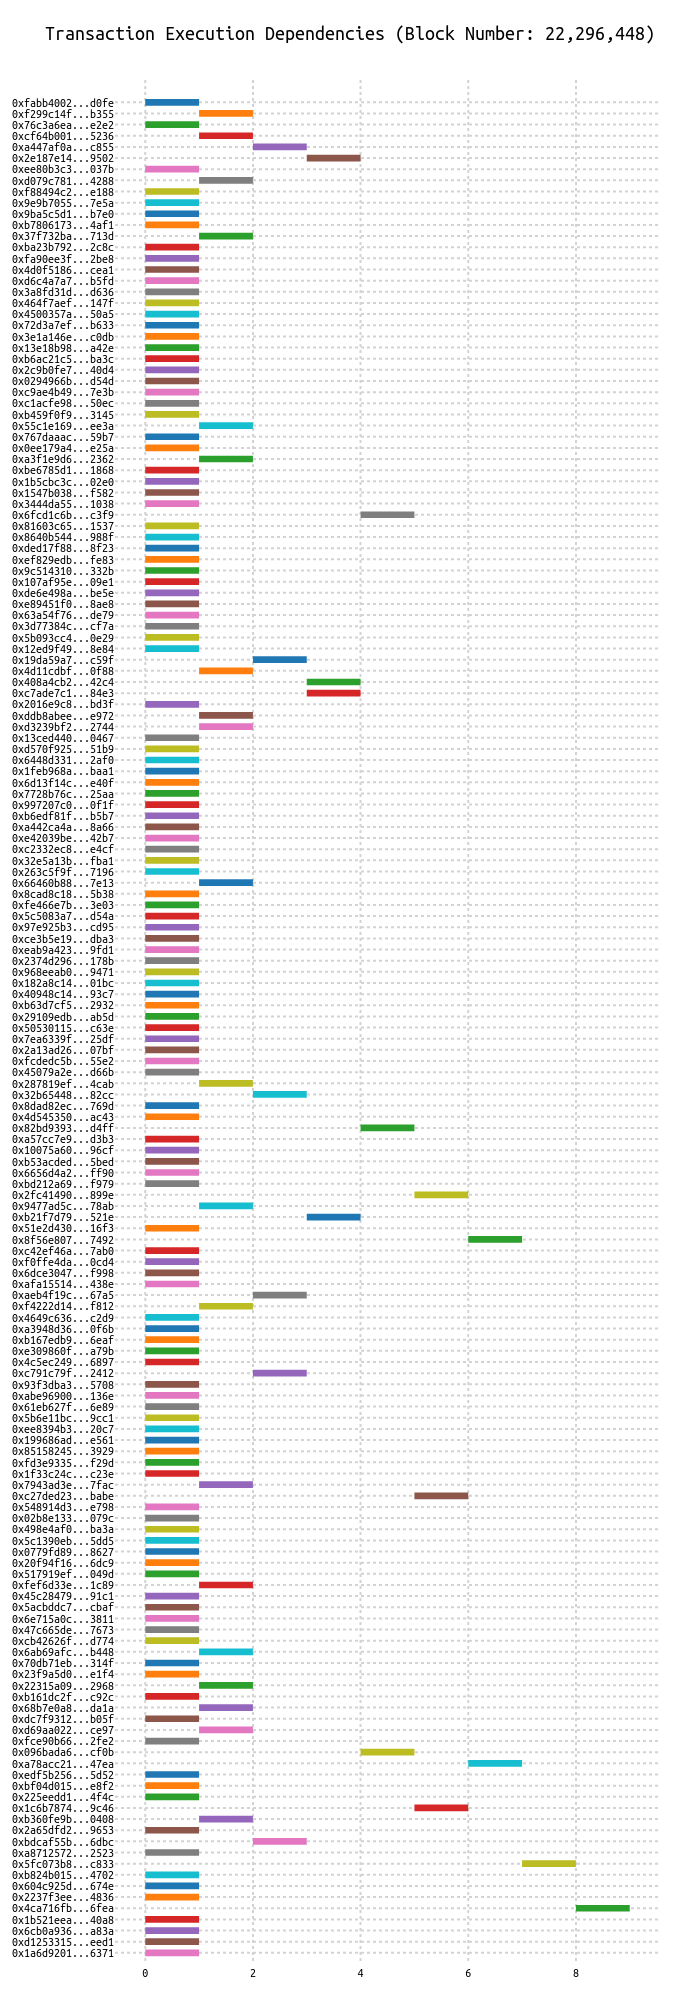 Transaction Execution Dependencies (Block Number: 22,296,448)
0xfabb4002...d0fe
0xf299c14f...b355
0x76c3a6ea...e2e2
0xcf64b001...5236
0xa447af0a...c855
0x2e187e14...9502
0xee80b3c3...037b
0xd079c781...4288
0xf88494c2...e188
0x9e9b7055...7e5a
0x9ba5c5d1...b7e0
0xb7806173...4af1
0x37f732ba...713d
0xba23b792...2c8c
0xfa90ee3f...2be8
0x4d0f5186...cea1
0xd6c4a7a7...b5fd
0x3a8fd31d...d636
0x464f7aef...147f
0x4500357a...50a5
0x72d3a7ef...b633
0x3e1a146e...c0db
0x13e18b98...a42e
0xb6ac21c5...ba3c
0x2c9b0fe7...40d4
0x0294966b...d54d
0xc9ae4b49...7e3b
0xc1acfe98...50ec
0xb459f0f9...3145
0x55c1e169...ee3a
0x767daaac...59b7
0x0ee179a4...e25a
0xa3f1e9d6...2362
0xbe6785d1...1868
0x1b5cbc3c...02e0
0x1547b038...f582
0x3444da55...1038
0x6fcd1c6b...c3f9
0x81603c65...1537
0x8640b544...988f
0xded17f88...8f23
0xef829edb...fe83
0x9c514310...332b
0x107af95e...09e1
0xde6e498a...be5e
0xe89451f0...8ae8
0x63a54f76...de79
0x3d77384c...cf7a
0x5b093cc4...0e29
0x12ed9f49...8e84
0x19da59a7...c59f
0x4d11cdbf...0f88
0x408a4cb2...42c4
0xc7ade7c1...84e3
0x2016e9c8...bd3f
0xddb8abee...e972
0xd3239bf2...2744
0x13ced440...0467
0xd570f925...51b9
0x6448d331...2af0
0x1feb968a...baa1
0x6d13f14c...e40f
0x7728b76c...25aa
0x997207c0...0f1f
0xb6edf81f...b5b7
0xa442ca4a...8a66
0xe42039be...42b7
0xc2332ec8...e4cf
0x32e5a13b...fba1
0x263c5f9f...7196
0x66460b88...7e13
0x8cad8c18...5b38
0xfe466e7b...3e03
0x5c5083a7...d54a
0x97e925b3...cd95
0xce3b5e19...dba3
0xeab9a423...9fd1
0x2374d296...178b
0x968eeab0...9471
0x182a8c14...01bc
0x40948c14...93c7
0xb63d7cf5...2932
0x29109edb...ab5d
0x50530115...c63e
0x7ea6339f...25df
0x2a13ad26...07bf
0xfcdedc5b...55e2
0x45079a2e...d66b
0x287819ef...4cab
0x32b65448...82cc
0x8dad82ec...769d
0x4d545350...ac43
0x82bd9393...d4ff
0xa57cc7e9...d3b3
0x10075a60...96cf
0xb53acded...5bed
0x6656d4a2...ff90
0xbd212a69...f979
0x2fc41490...899e
0x9477ad5c...78ab
0xb21f7d79...521e
0x51e2d430...16f3
0x8f56e807...7492
0xc42ef46a...7ab0
0xf0ffe4da...0cd4
0x6dce3047...f998
0xafa15514...438e
0xaeb4f19c...67a5
0xf4222d14...f812
0x4649c636...c2d9
0xa3948d36...0f6b
0xb167edb9...6eaf
0xe309860f...a79b
0x4c5ec249...6897
0xc791c79f...2412
0x93f3dba3...5708
0xabe96900...136e
0x61eb627f...6e89
0x5b6e11bc...9cc1
0xee8394b3...20c7
0x199686ad...e561
0x85158245...3929
0xfd3e9335...f29d
0x1f33c24c...c23e
0x7943ad3e...7fac
0xc27ded23...babe
0x548914d3...e798
0x02b8e133...079c
0x498e4af0...ba3a
0x5c1390eb...5dd5
0x0779fd89...8627
0x20f94f16...6dc9
0x517919ef...049d
0xfef6d33e...1c89
0x45c28479...91c1
0x5acbddc7...cbaf
0x6e715a0c...3811
0x47c665de...7673
0xcb42626f...d774
0x6ab69afc...b448
0x70db71eb...314f
0x23f9a5d0...e1f4
0x22315a09...2968
0xb161dc2f...c92c
0x68b7e0a8...da1a
0xdc7f9312...b05f
0xd69aa022...ce97
0xfce90b66...2fe2
0x096bada6...cf0b
0xa78acc21...47ea
0xedf5b256...5d52
0xbf04d015...e8f2
0x225eedd1...4f4c
0x1c6b7874...9c46
0xb360fe9b...0408
0x2a65dfd2...9653
0xbdcaf55b...6dbc
0xa8712572...2523
0x5fc073b8...c833
0xb824b015...4702
0x604c925d...674e
0x2237f3ee...4836
0x4ca716fb...6fea
0x1b521eea...40a8
0x6cb0a936...a83a
0xd1253315...eed1
0x1a6d9201...6371
0 2 4 6 8